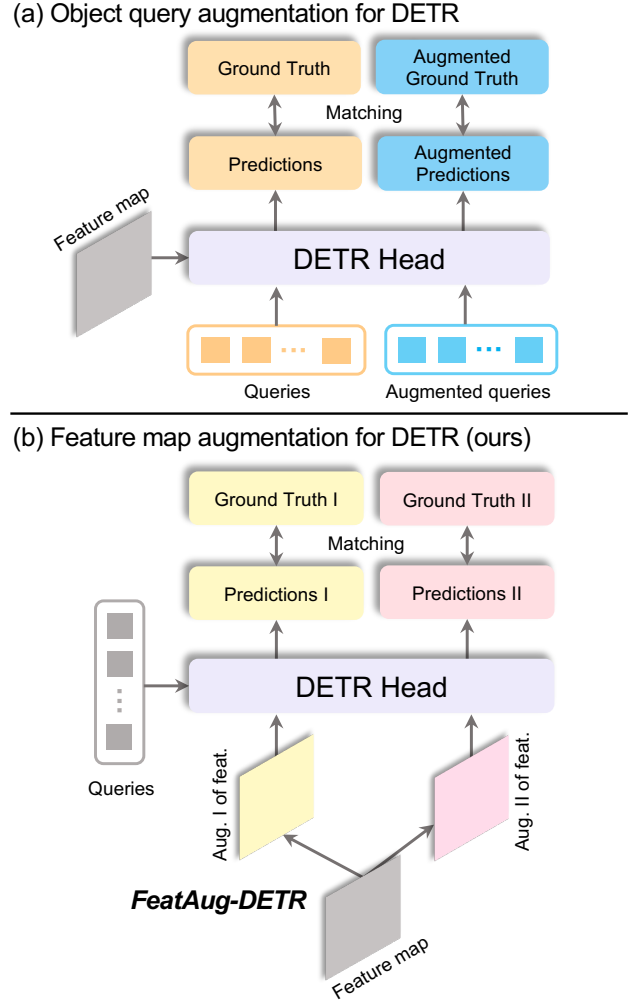 (a) Object query augmentation for DETR
Ground Truth
Augmented
Ground Truth
Matching
Predictions
Augmented
Predictions
Feature map
DETR Head
...
...
Queries
Augmented queries
(b) Feature map augmentation for DETR (ours)
Ground Truth I
Ground Truth II
Matching
Predictions I
Predictions II
DETR Head
...
Queries
Aug. I of feat.
Aug. II of feat.
FeatAug-DETR
Feature map